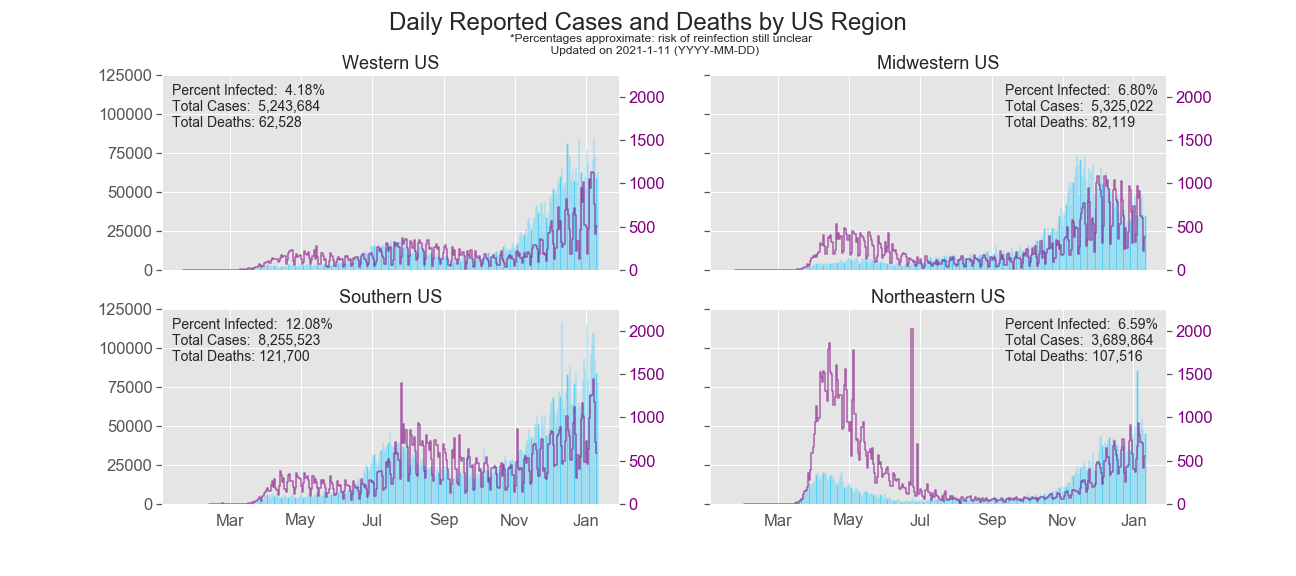 Daily Reported Cases and Deaths by US Region
*Percentages approximate: risk of reinfection still unclear
Updated on 2021-1-11 (YYYY-MM-DD)
Western US
125000
100000
75000
50000
25000
0
Percent Infected: 4.18%
Total Cases: 5,243,684
Total Deaths: 62,528
2000
1500
1000
500
0
Midwestern US
Percent Infected: 6.80%
Total Cases: 5,325,022
Total Deaths: 82,119
2000
1500
1000
500
0
Southern US
125000
100000
75000
50000
25000
0
Percent Infected: 12.08%
Total Cases: 8,255,523
Total Deaths: 121,700
2000
1500
1000
500
0
Mar May Jul Sep Nov Jan
Northeastern US
Percent Infected: 6.59%
Total Cases: 3,689,864
Total Deaths: 107,516
2000
1500
1000
500
0
Mar May Jul Sep Nov Jan